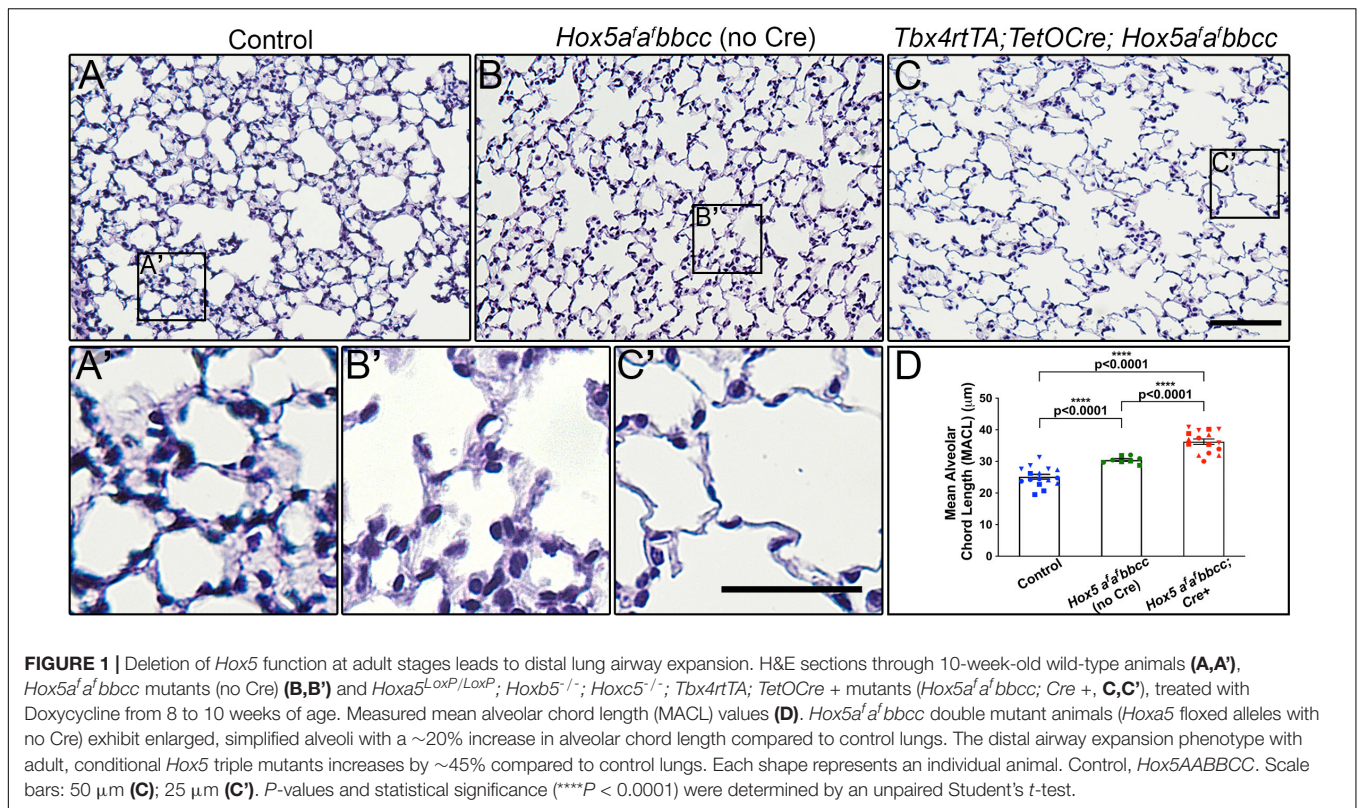 Control
Hox5aᶠaᶠbbcc (no Cre)
Tbx4rtTA;TetOCre; Hox5aᶠaᶠbbcc
A
B
C
A’
B’
C’
A’
B’
C’
D
****
p<0.0001
****
p<0.0001
****
p<0.0001
Mean Alveolar
Chord Length (MACL) (μm)
50
40
30
20
10
0
Control
Hox5 aᶠaᶠbbcc
(no Cre)
Hox5 aᶠaᶠbbcc;
Cre+
FIGURE 1 | Deletion of Hox5 function at adult stages leads to distal lung airway expansion. H&E sections through 10-week-old wild-type animals (A,A’),
Hox5aᶠaᶠbbcc mutants (no Cre) (B,B’) and Hoxa5ᴸᵒˣᴾ/ᴸᵒˣᴾ; Hoxb5⁻/⁻; Hoxc5⁻/⁻; Tbx4rtTA; TetOCre + mutants (Hox5aᶠaᶠbbcc; Cre +, C,C’), treated with
Doxycycline from 8 to 10 weeks of age. Measured mean alveolar chord length (MACL) values (D). Hox5aᶠaᶠbbcc double mutant animals (Hoxa5 floxed alleles with
no Cre) exhibit enlarged, simplified alveoli with a ∼20% increase in alveolar chord length compared to control lungs. The distal airway expansion phenotype with
adult, conditional Hox5 triple mutants increases by ∼45% compared to control lungs. Each shape represents an individual animal. Control, Hox5AABBCC. Scale
bars: 50 μm (C); 25 μm (C’). P-values and statistical significance (****P < 0.0001) were determined by an unpaired Student’s t-test.